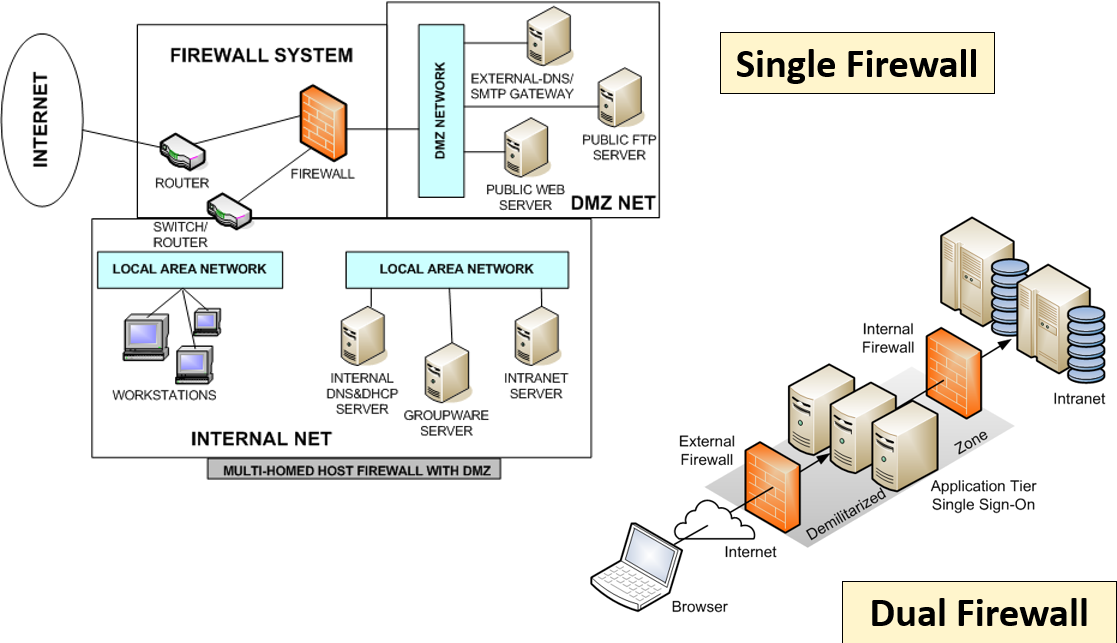 Single Firewall
FIREWALL SYSTEM
INTERNET
ROUTER
FIREWALL
SWITCH/
ROUTER
DMZ NETWORK
EXTERNAL-DNS/
SMTP GATEWAY
PUBLIC FTP
SERVER
PUBLIC WEB
SERVER
DMZ NET
LOCAL AREA NETWORK
LOCAL AREA NETWORK
WORKSTATIONS
INTERNAL
DNS&DHCP
SERVER
GROUPWARE
SERVER
INTRANET
SERVER
INTERNAL NET
MULTI-HOMED HOST FIREWALL WITH DMZ
Internal
Firewall
Intranet
External
Firewall
Demilitarized
Zone
Application Tier
Single Sign-On
Internet
Browser
Dual Firewall